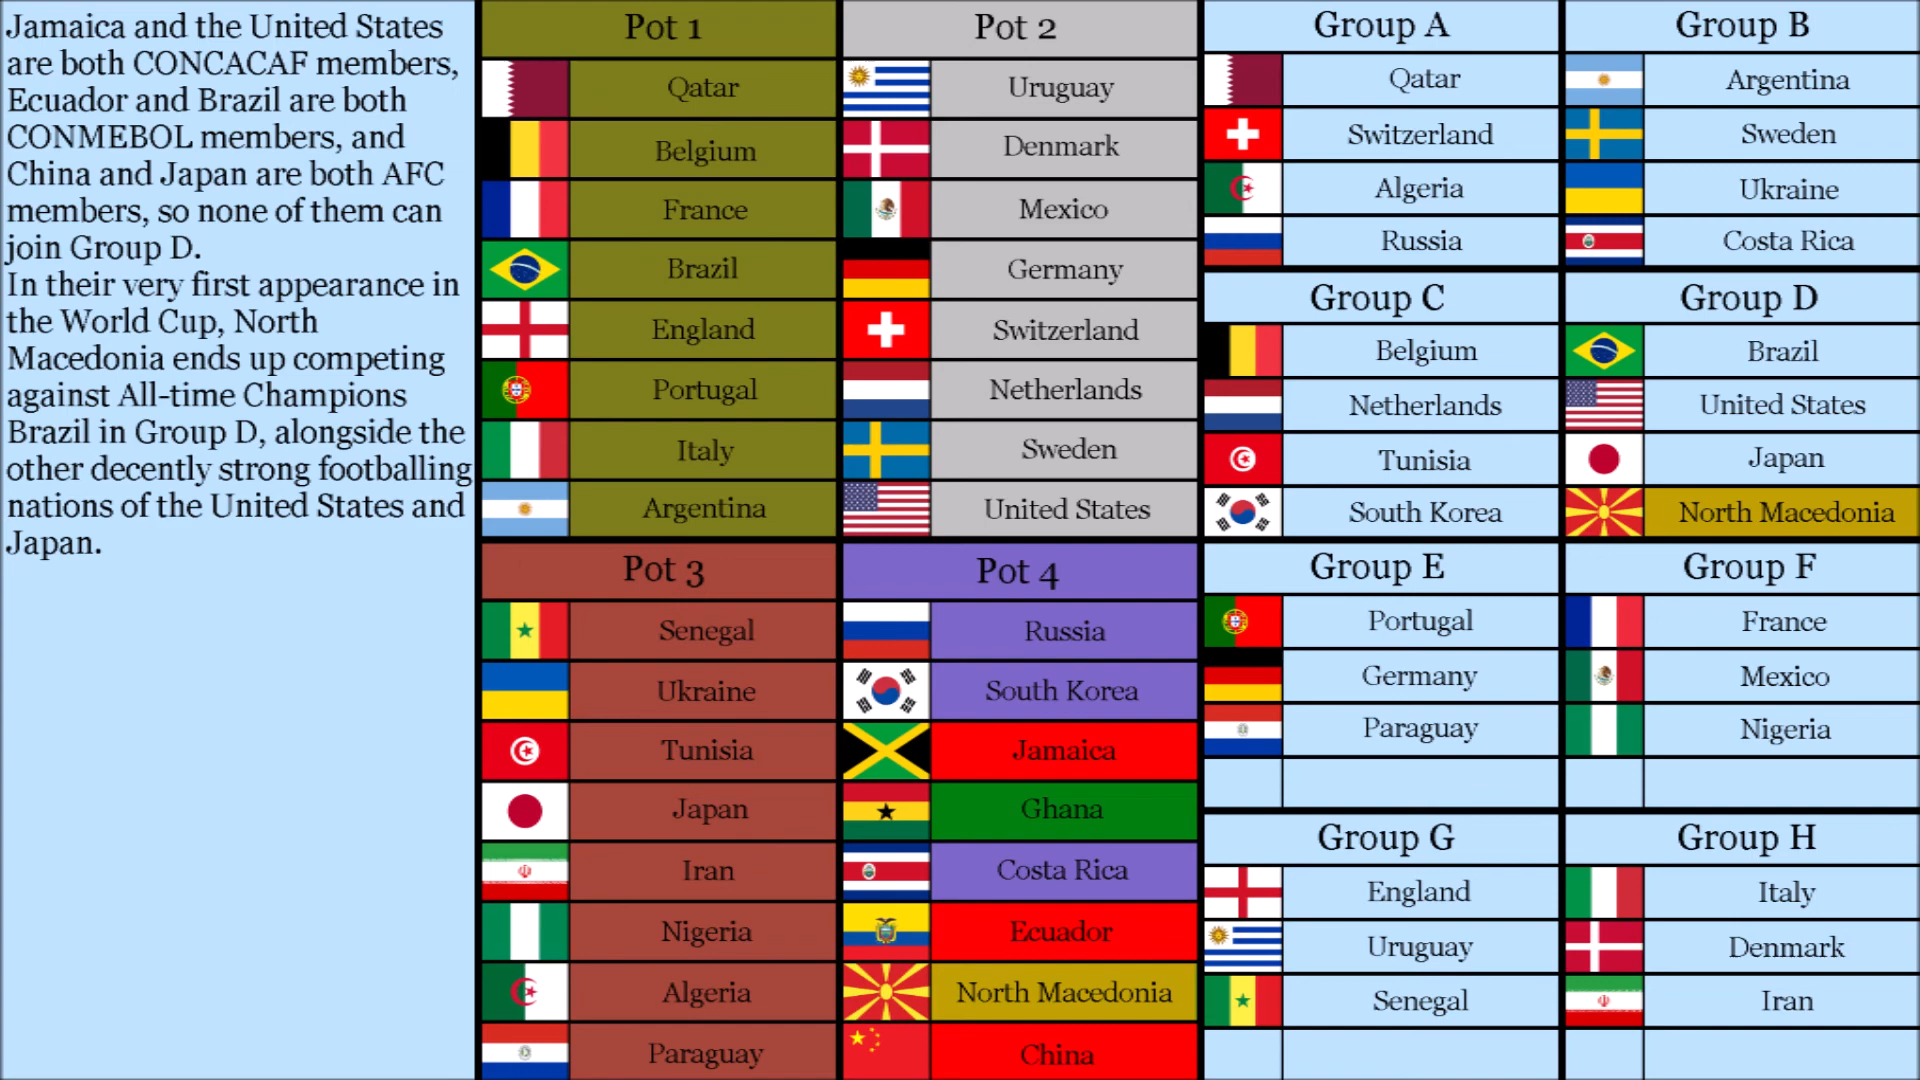 Jamaica and the United States
are both CONCACAF members,
Ecuador and Brazil are both
CONMEBOL members, and
China and Japan are both AFC
members, so none of them can
join Group D.
In their very first appearance in
the World Cup, North
Macedonia ends up competing
against All-time Champions
Brazil in Group D, alongside the
other decently strong footballing
nations of the United States and
Japan.
Pot 1
Qatar
Belgium
France
Brazil
England
Portugal
Italy
Argentina
Pot 2
Uruguay
Denmark
Mexico
Germany
Switzerland
Netherlands
Sweden
United States
Pot 3
Senegal
Ukraine
Tunisia
Japan
Iran
Nigeria
Algeria
Paraguay
Pot 4
Russia
South Korea
Jamaica
Ghana
Costa Rica
Ecuador
North Macedonia
China
Group A
Qatar
Switzerland
Algeria
Russia
Group B
Argentina
Sweden
Ukraine
Costa Rica
Group C
Belgium
Netherlands
Tunisia
South Korea
Group D
Brazil
United States
Japan
North Macedonia
Group E
Portugal
Germany
Paraguay
Group F
France
Mexico
Nigeria
Group G
England
Uruguay
Senegal
Group H
Italy
Denmark
Iran